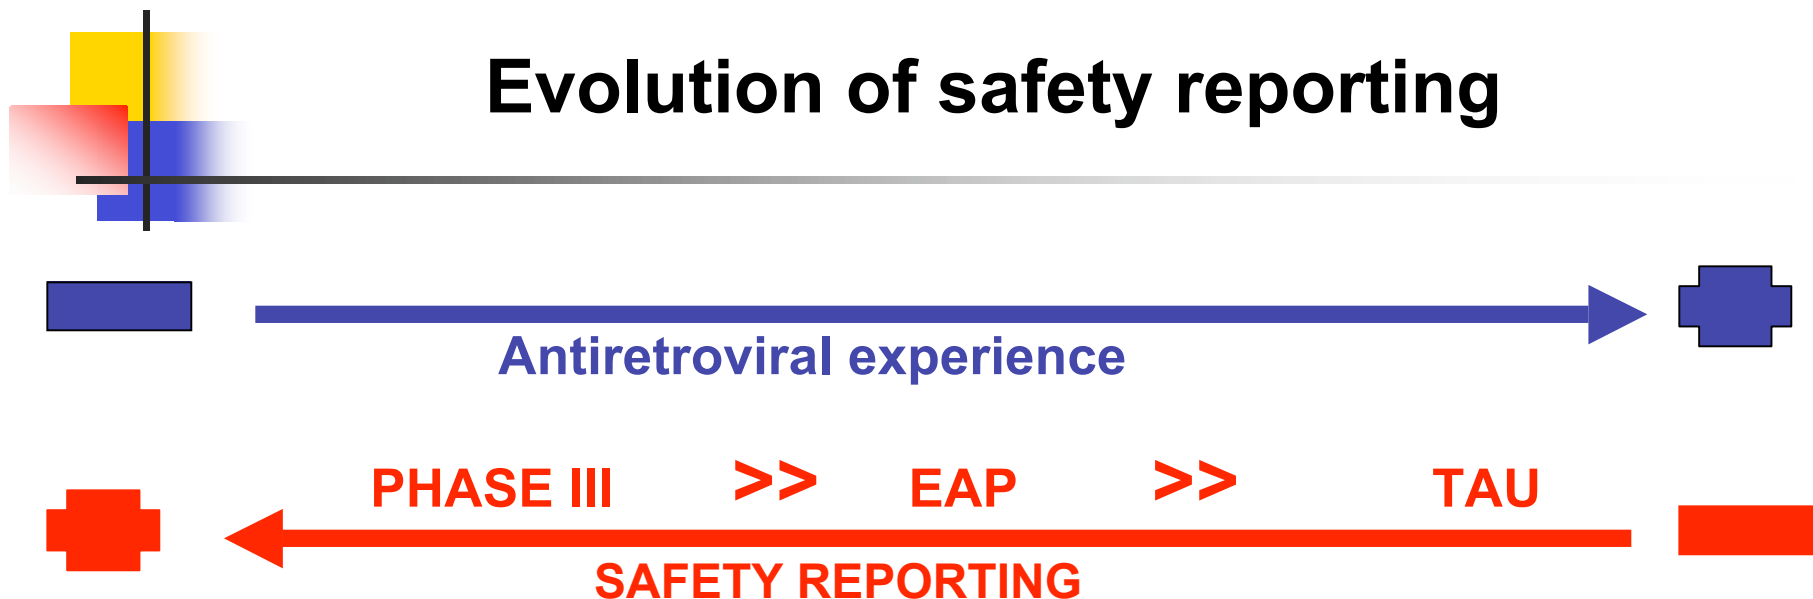 Evolution of safety reporting
Antiretroviral experience
PHASE III >> EAP >> TAU
SAFETY REPORTING